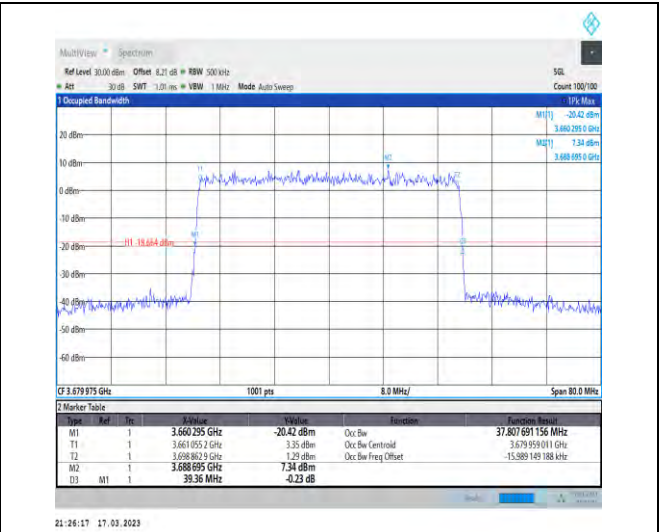 MultiView Spectrum
Ref Level 30.00 dBm Offset 8.21 dB RBW 500 kHz SGL
Att 30 dB SWT 1.01 ms VBW 1 MHz Mode Auto Sweep Count 100/100
1 Occupied Bandwidth 1Pk Max
M1[1] -20.42 dBm
3.660 295 0 GHz
20 dBm M2[1] 7.34 dBm
3.688 695 0 GHz
10 dBm
T1 M2 T2
0 dBm
-10 dBm
M1
-20 dBm H1 -18.664 dBm
-30 dBm
-40 dBm
-50 dBm
-60 dBm
CF 3.679 975 GHz 1001 pts 8.0 MHz/ Span 80.0 MHz
2 Marker Table
Type Ref Trc X-Value Y-Value Function Function Result
M1 1 3.660 295 GHz -20.42 dBm Occ Bw 37.807 691 156 MHz
T1 1 3.661 055 2 GHz 3.35 dBm Occ Bw Centroid 3.679 959 011 GHz
T2 1 3.698 862 9 GHz 1.29 dBm Occ Bw Freq Offset -15.989 149 188 kHz
M2 1 3.688 695 GHz 7.34 dBm
D3 M1 1 39.36 MHz -0.23 dB
21:26:17 17.03.2023